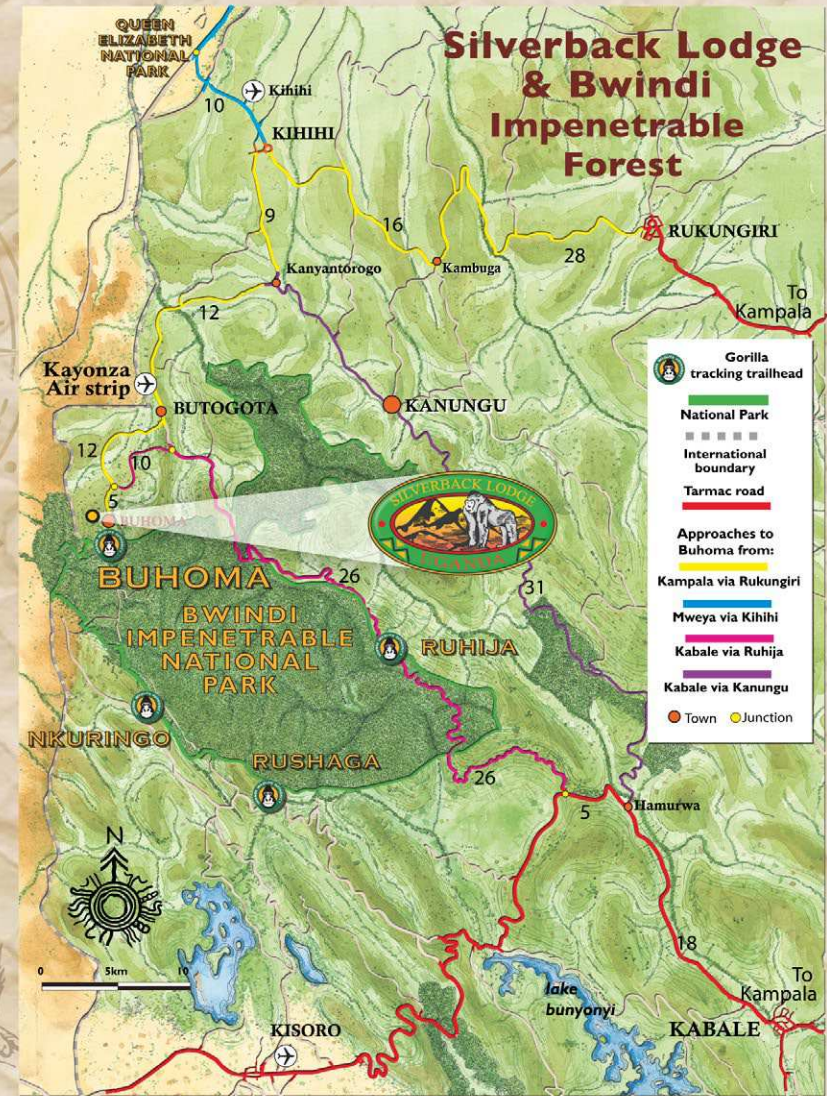 QUEEN
ELIZABETH
NATIONAL
PARK
Silverback Lodge
& Bwindi
Impenetrable
Forest
10
Kihihi
KIHIHI
9
16
Kambuga
28
RUKUNGIRI
Kanyantorogo
12
To
Kampala
Kayonza
Air strip
BUTOGOTA
KANUNGU
12
10
5
BUHOMA
SILVERBACK LODGE
UGANDA
BUHOMA
26
31
BWINDI
IMPENETRABLE
NATIONAL
PARK
RUHIJA
NKURINGO
RUSHAGA
26
5
Hamurwa
18
N
0 5km 10
lake
bunyonyi
KISORO
To
Kampala
KABALE
Gorilla
tracking trailhead
National Park
International
boundary
Tarmac road
Approaches to
Buhoma from:
Kampala via Rukungiri
Mweya via Kihihi
Kabale via Ruhija
Kabale via Kanungu
Town Junction